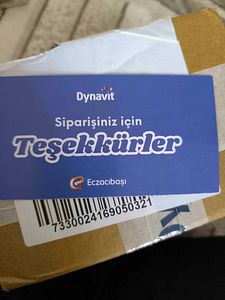 Dynavit
Siparişiniz için
Teşekkürler
Eczacıbaşı
7330024169050321